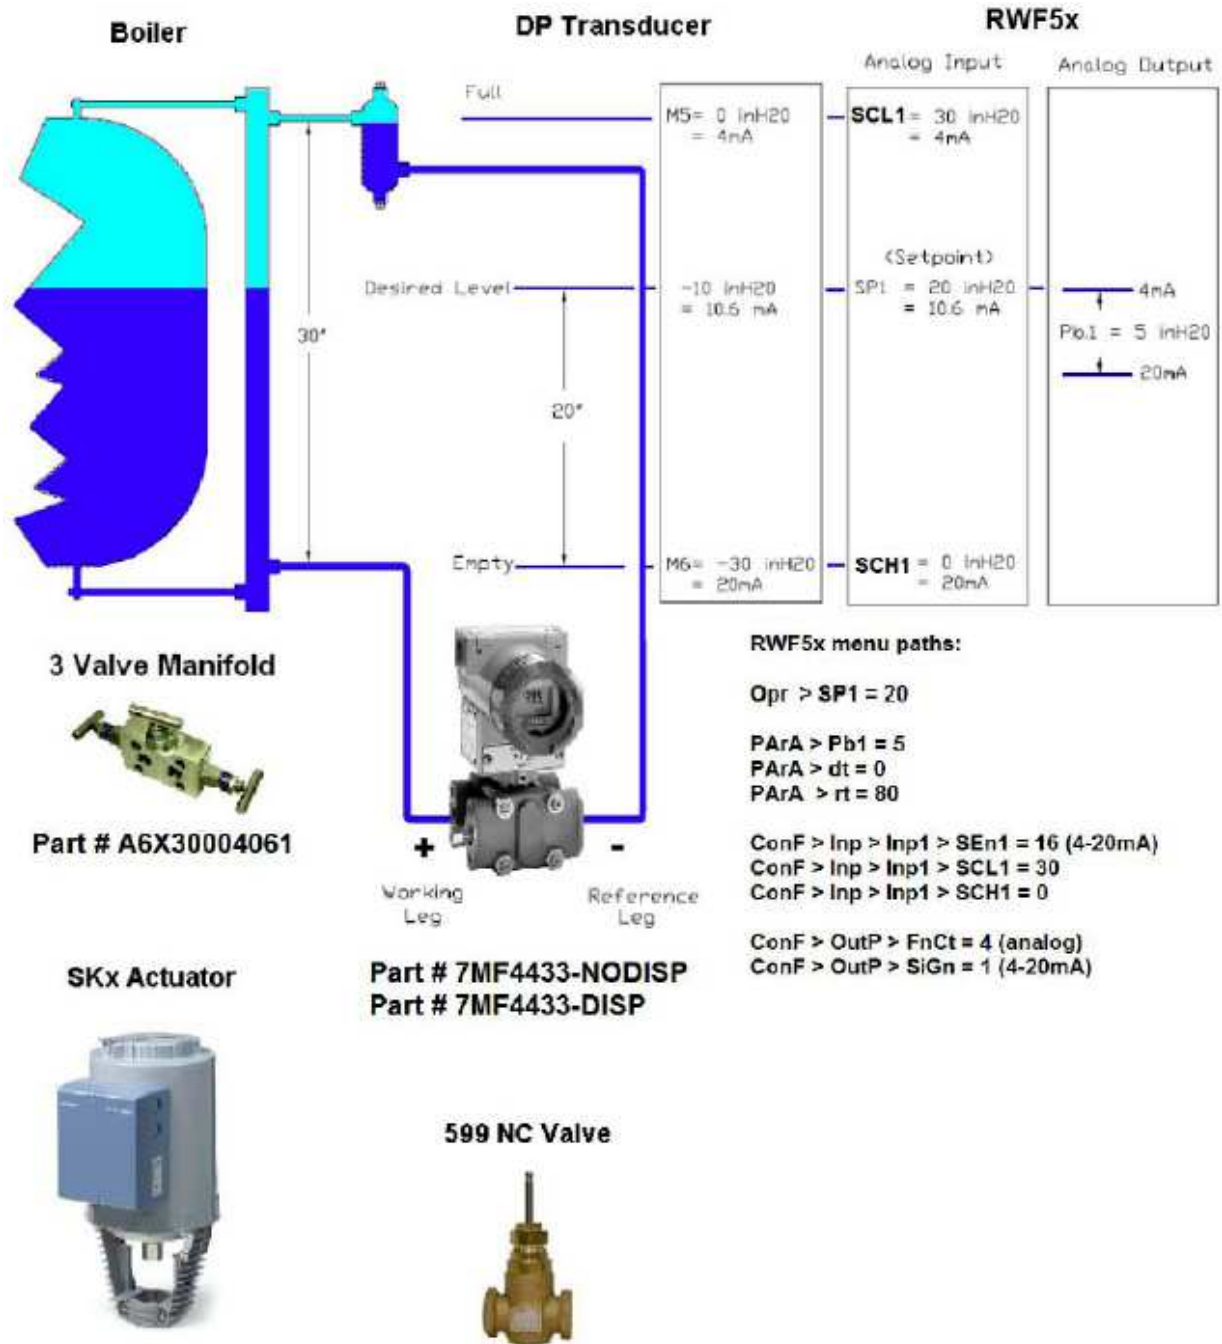 Boiler
DP Transducer
RWF5x
Analog Input
Analog Output
Full
M5= 0 inH20
= 4mA
SCL1 = 30 inH20
= 4mA
(Setpoint)
Desired Level
-10 inH20
= 10.6 mA
SP1 = 20 inH20
= 10.6 mA
4mA
Pb.1 = 5 inH20
20mA
30"
20"
Empty
M6= -30 inH20
= 20mA
SCH1 = 0 inH20
= 20mA
3 Valve Manifold
Part # A6X30004061
+
-
Working
Leg
Reference
Leg
Part # 7MF4433-NODISP
Part # 7MF4433-DISP
RWF5x menu paths:
Opr > SP1 = 20
PArA > Pb1 = 5
PArA > dt = 0
PArA > rt = 80
ConF > Inp > Inp1 > SEn1 = 16 (4-20mA)
ConF > Inp > Inp1 > SCL1 = 30
ConF > Inp > Inp1 > SCH1 = 0
ConF > OutP > FnCt = 4 (analog)
ConF > OutP > SiGn = 1 (4-20mA)
SKx Actuator
599 NC Valve